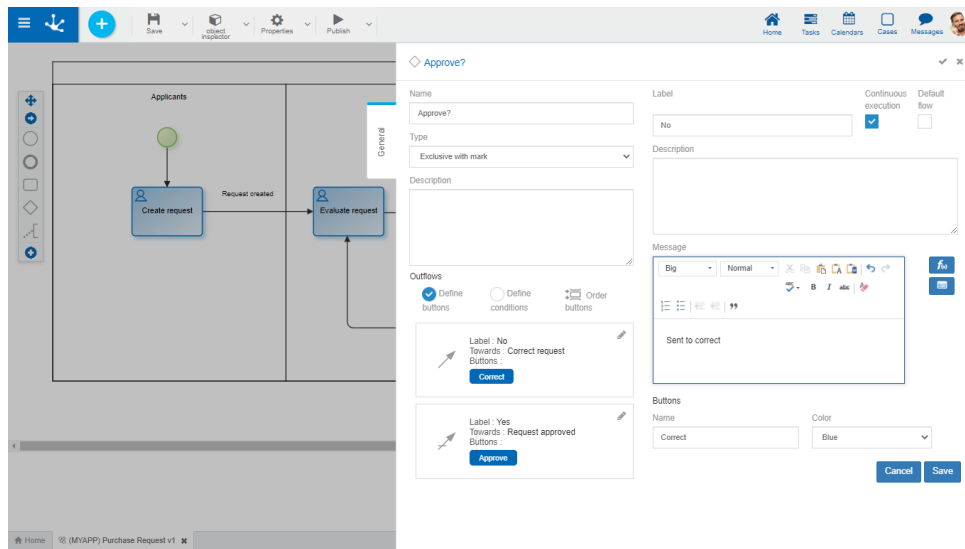 Save
object
inspector
Properties
Publish
Home
Tasks
Calendars
Cases
Messages
Applicants
Create request
Request created
Evaluate request
General
Approve?
Name
Approve?
Type
Exclusive with mark
Description
Outflows
Define
buttons
Define
conditions
Order
buttons
Label : No
Towards : Correct request
Buttons :
Correct
Label : Yes
Towards : Request approved
Buttons :
Approve
Label
Continuous
execution
Default
flow
No
Description
Message
Big
Normal
f(x)
ABC
B I abc
Sent to correct
Buttons
Name
Color
Correct
Blue
Cancel
Save
Home
(MYAPP) Purchase Request v1